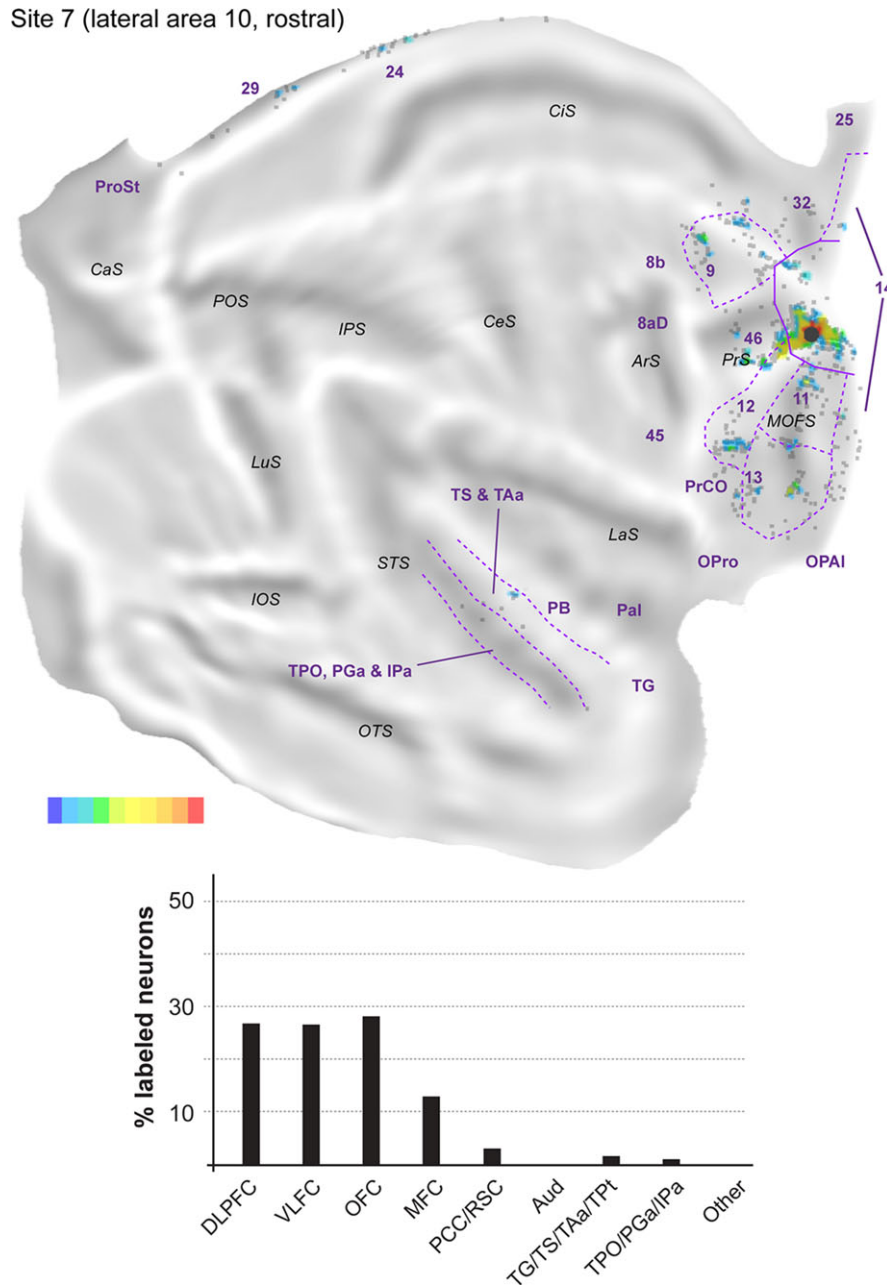 Site 7 (lateral area 10, rostral)
24
29
CiS
25
ProSt
32
CaS
8b
9
14
POS
IPS
CeS
8aD
46
ArS
PrS
12
11
MOFS
45
LuS
TS & TAa
PrCO
13
LaS
STS
OPro
OPAl
IOS
PB
PaI
TPO, PGa & IPa
TG
OTS
% labeled neurons
50
30
10
DLPFC
VLFC
OFC
MFC
PCC/RSC
Aud
TG/TS/TAa/TPt
TPO/PGa/IPa
Other